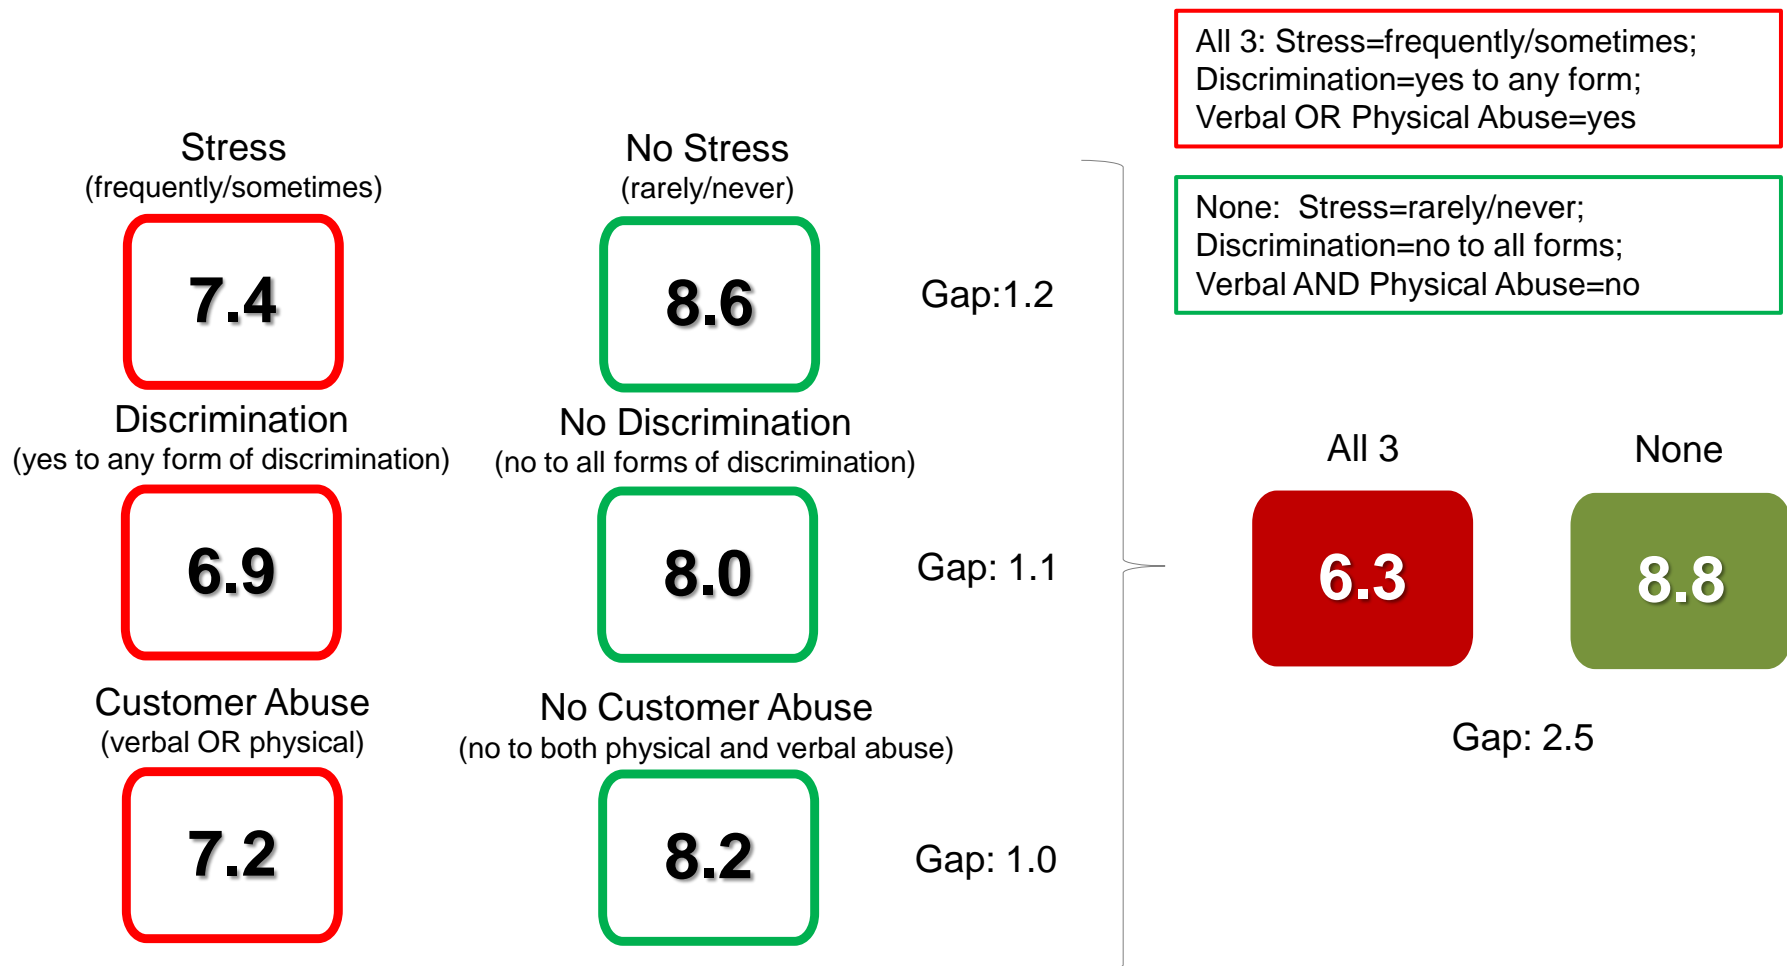 All 3: Stress=frequently/sometimes;
Discrimination=yes to any form;
Verbal OR Physical Abuse=yes
None:  Stress=rarely/never;
Discrimination=no to all forms;
Verbal AND Physical Abuse=no
Stress
(frequently/sometimes)
7.4
No Stress
(rarely/never)
8.6
Gap:1.2
Discrimination
(yes to any form of discrimination)
6.9
No Discrimination
(no to all forms of discrimination)
8.0
Gap: 1.1
Customer Abuse
(verbal OR physical)
7.2
No Customer Abuse
(no to both physical and verbal abuse)
8.2
Gap: 1.0
All 3
6.3
None
8.8
Gap: 2.5